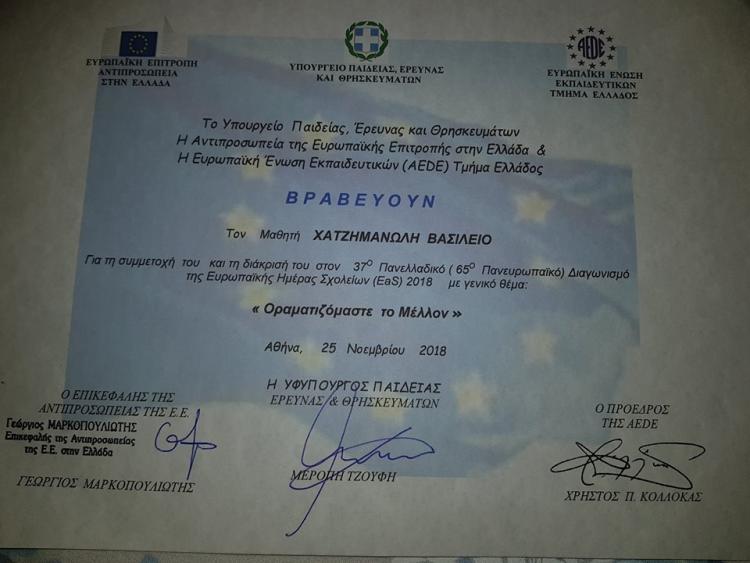 ΕΥΡΩΠΑΪΚΗ ΕΠΙΤΡΟΠΗ
ΑΝΤΙΠΡΟΣΩΠΕΙΑ
ΣΤΗΝ ΕΛΛΑΔΑ
ΥΠΟΥΡΓΕΙΟ ΠΑΙΔΕΙΑΣ, ΕΡΕΥΝΑΣ
ΚΑΙ ΘΡΗΣΚΕΥΜΑΤΩΝ
AEDE
ΕΥΡΩΠΑΪΚΗ ΕΝΩΣΗ
ΕΚΠΑΙΔΕΥΤΙΚΩΝ
ΤΜΗΜΑ ΕΛΛΑΔΟΣ
Το Υπουργείο Παιδείας, Έρευνας και Θρησκευμάτων
Η Αντιπροσωπεία της Ευρωπαϊκής Επιτροπής στην Ελλάδα &
Η Ευρωπαϊκή Ένωση Εκπαιδευτικών (AEDE) Τμήμα Ελλάδος
ΒΡΑΒΕΥΟΥΝ
Τον Μαθητή ΧΑΤΖΗΜΑΝΩΛΗ ΒΑΣΙΛΕΙΟ
Για τη συμμετοχή του και τη διάκρισή του στον 37Ο Πανελλαδικό ( 65Ο Πανευρωπαϊκό) Διαγωνισμό
της Ευρωπαϊκής Ημέρας Σχολείων (EaS) 2018 με γενικό θέμα:
« Οραματιζόμαστε το Μέλλον »
Αθήνα, 25 Νοεμβρίου 2018
Η ΥΦΥΠΟΥΡΓΟΣ ΠΑΙΔΕΙΑΣ
ΕΡΕΥΝΑΣ & ΘΡΗΣΚΕΥΜΑΤΩΝ
ΜΕΡΟΠΗ ΤΖΟΥΦΗ
Ο ΕΠΙΚΕΦΑΛΗΣ ΤΗΣ
ΑΝΤΙΠΡΟΣΩΠΕΙΑΣ ΤΗΣ Ε.Ε.
Γεώργιος ΜΑΡΚΟΠΟΥΛΙΩΤΗΣ
Επικεφαλής της Αντιπροσωπείας
της Ε.Ε. στην Ελλάδα
ΓΕΩΡΓΙΟΣ ΜΑΡΚΟΠΟΥΛΙΩΤΗΣ
Ο ΠΡΟΕΔΡΟΣ
ΤΗΣ AEDE
ΧΡΗΣΤΟΣ Π. ΚΟΛΛΟΚΑΣ